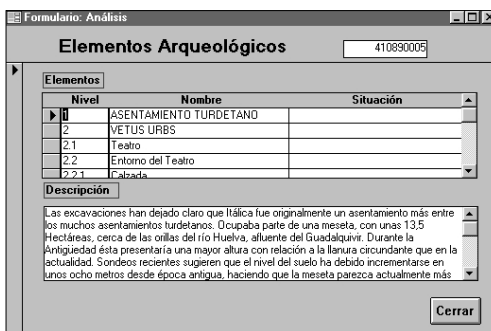 Formulario: Análisis
Elementos Arqueológicos 410890005
Elementos
Nivel Nombre Situación
1 ASENTAMIENTO TURDETANO
2 VETUS URBS
2.1 Teatro
2.2 Entorno del Teatro
2.2.1 Calzada
Descripción
Las excavaciones han dejado claro que Itálica fue originalmente un asentamiento más entre
los muchos asentamientos turdetanos. Ocupaba parte de una meseta, con unas 13,5
Hectáreas, cerca de las orillas del río Huelva, afluente del Guadalquivir. Durante la
Antigüedad ésta presentaría una mayor altura con relación a la llanura circundante que en la
actualidad. Sondeos recientes sugieren que el nivel del suelo ha debido incrementarse en
unos ocho metros desde época antigua, haciendo que la meseta parezca actualmente más
Cerrar